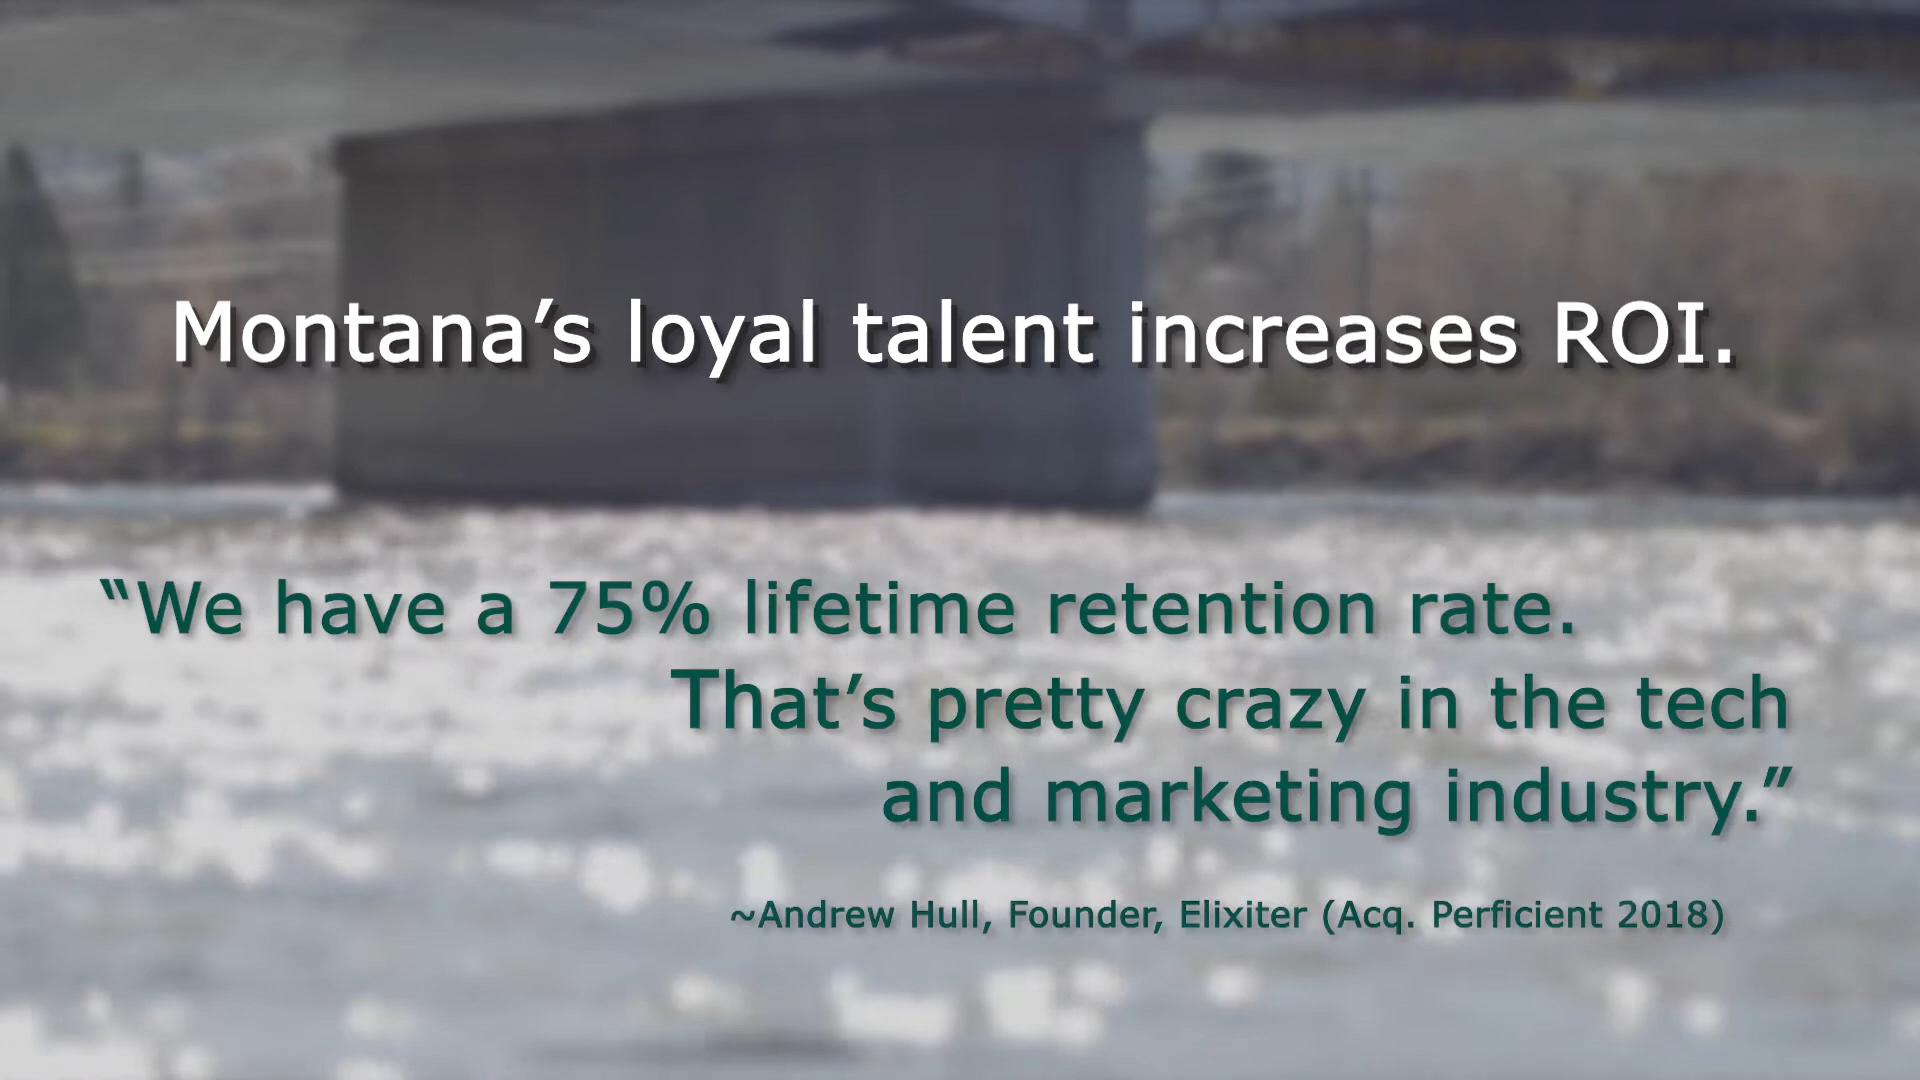 Montana’s loyal talent increases ROI.
“We have a 75% lifetime retention rate.
That’s pretty crazy in the tech
and marketing industry.”
~Andrew Hull, Founder, Elixiter (Acq. Perficient 2018)